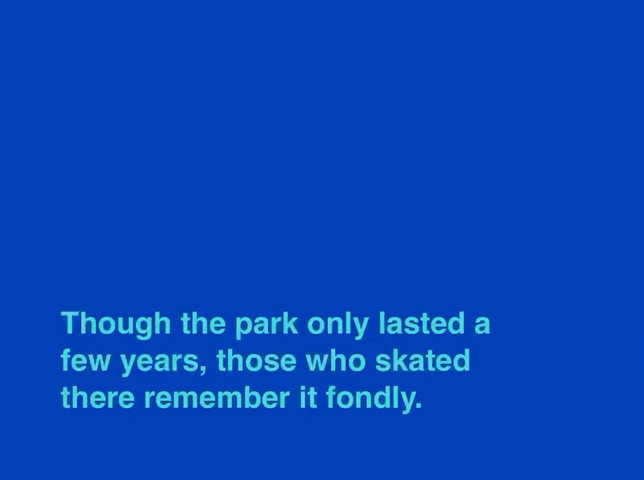 Though the park only lasted a
few years, those who skated
there remember it fondly.